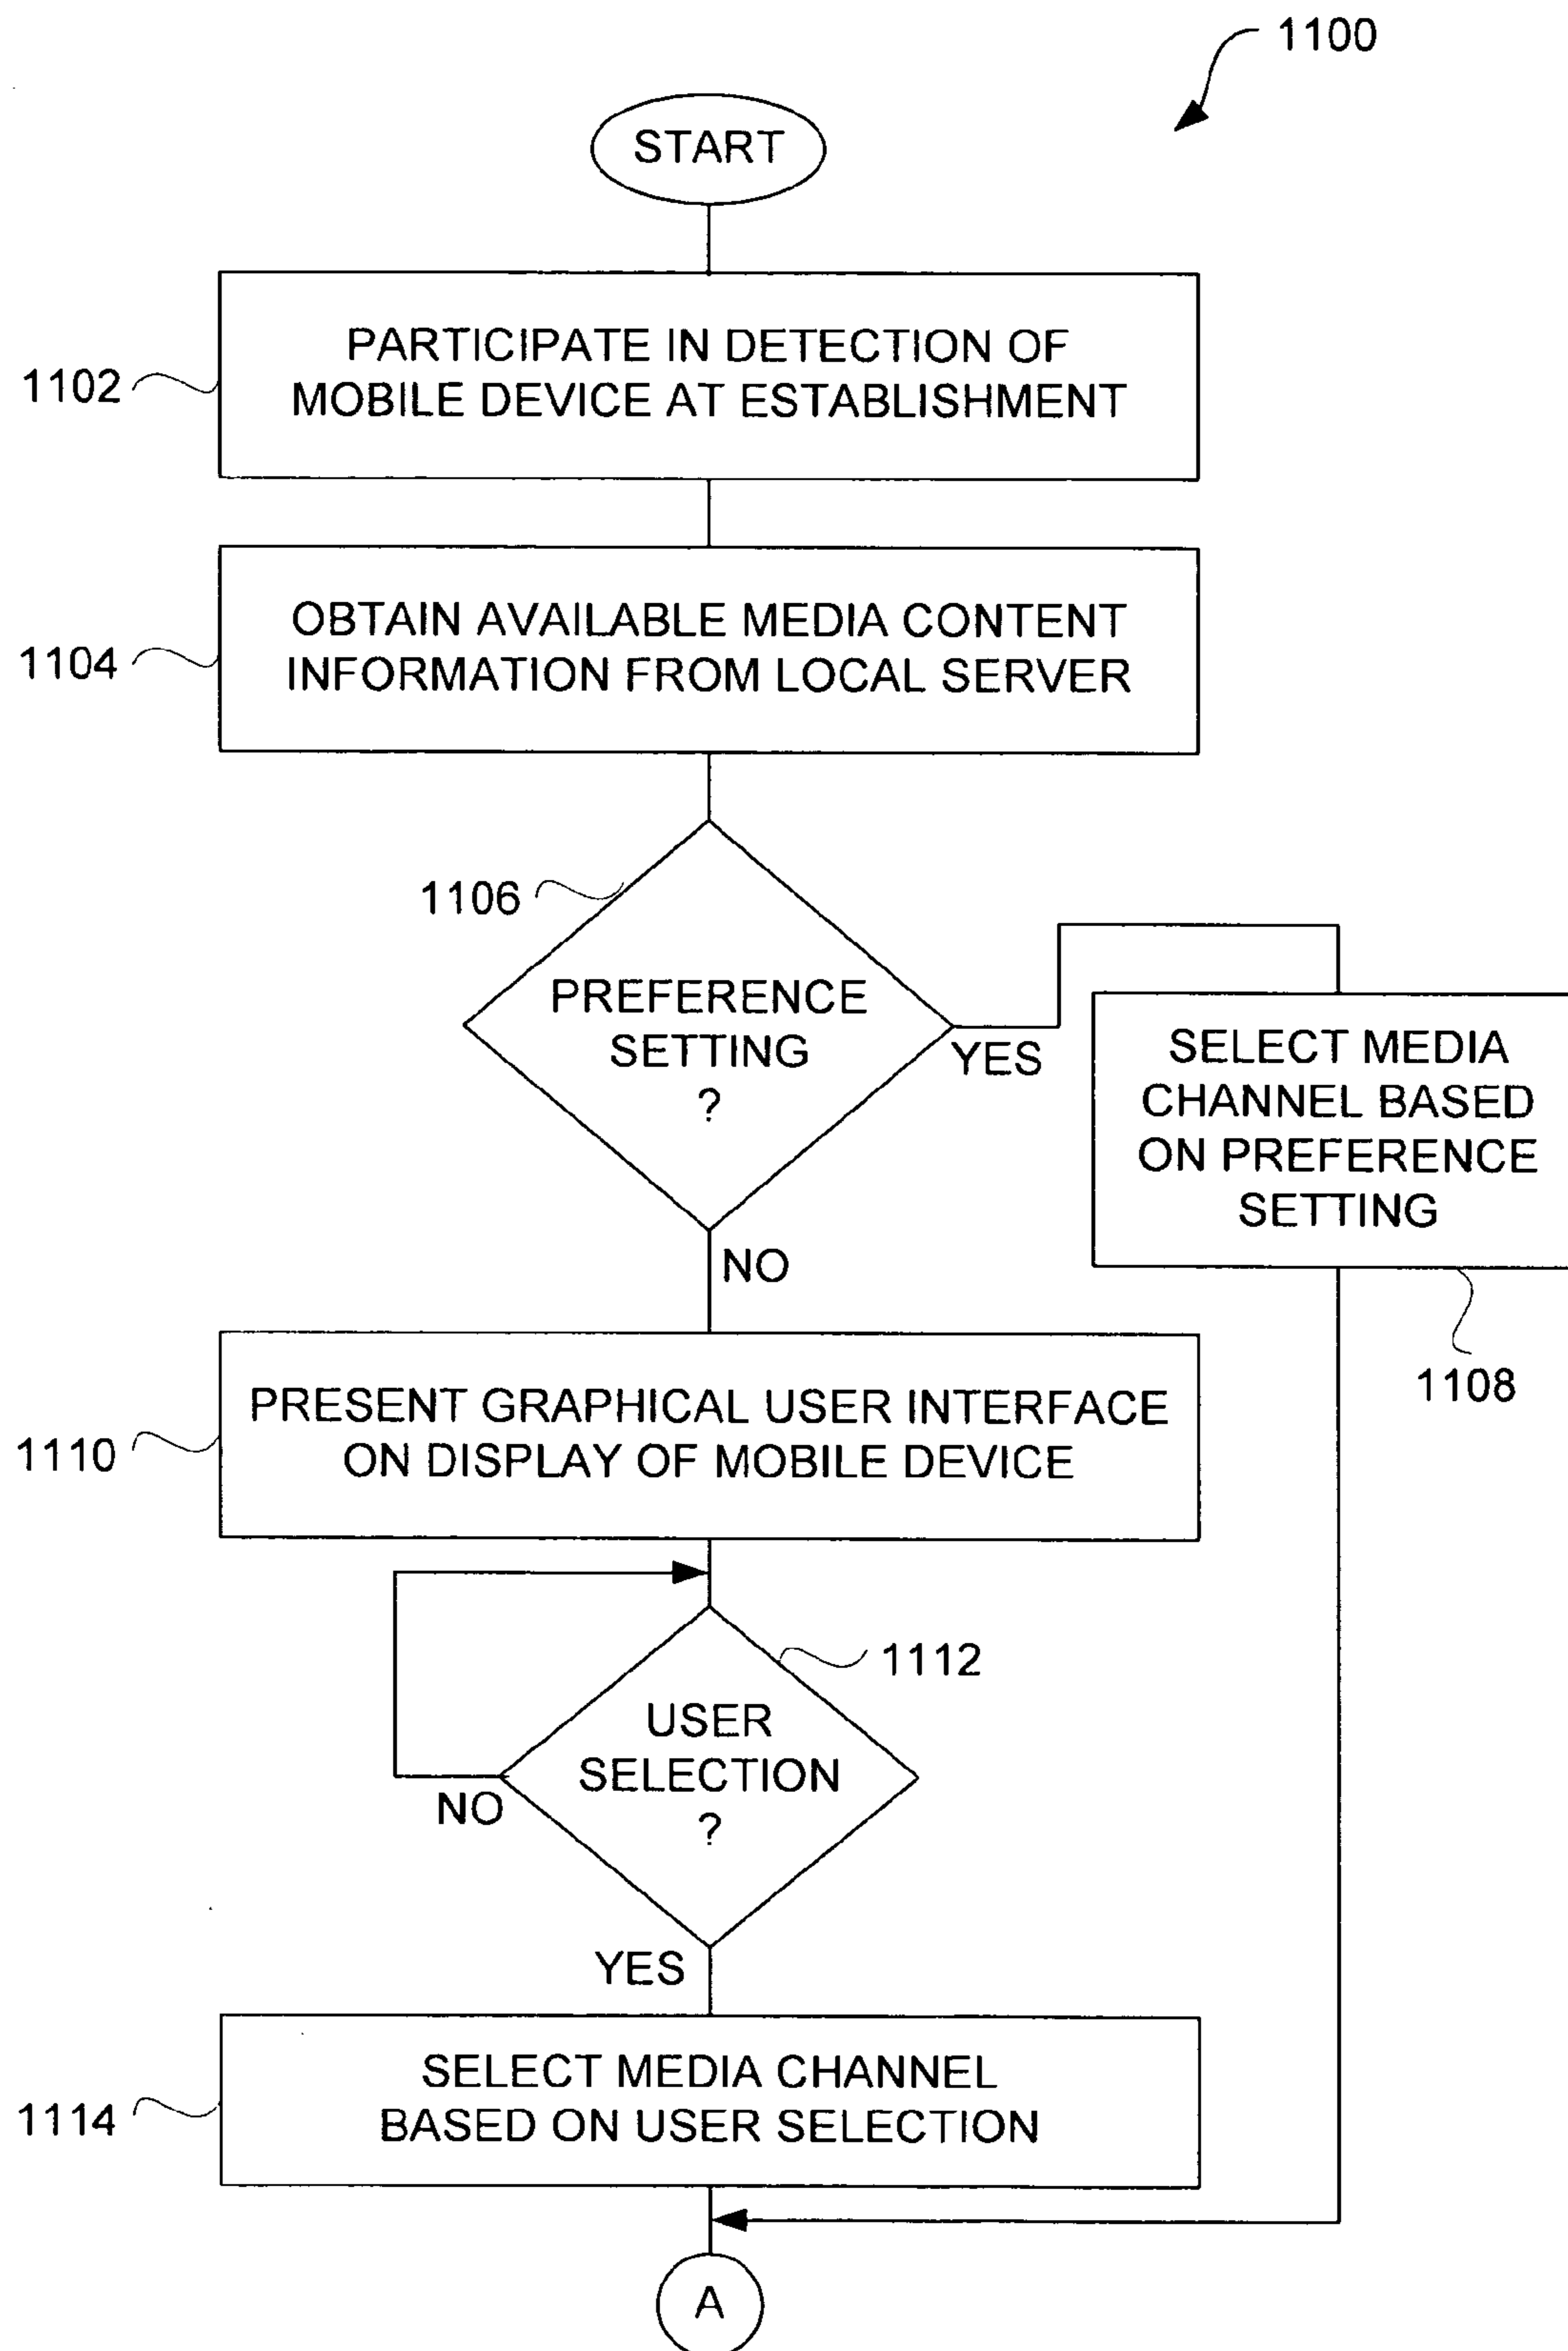 1100
START
PARTICIPATE IN DETECTION OF
MOBILE DEVICE AT ESTABLISHMENT
1102
OBTAIN AVAILABLE MEDIA CONTENT
INFORMATION FROM LOCAL SERVER
1104
1106
PREFERENCE
SETTING
?
YES
SELECT MEDIA
CHANNEL BASED
ON PREFERENCE
SETTING
1108
NO
PRESENT GRAPHICAL USER INTERFACE
ON DISPLAY OF MOBILE DEVICE
1110
1112
USER
SELECTION
?
NO
YES
SELECT MEDIA CHANNEL
BASED ON USER SELECTION
1114
A